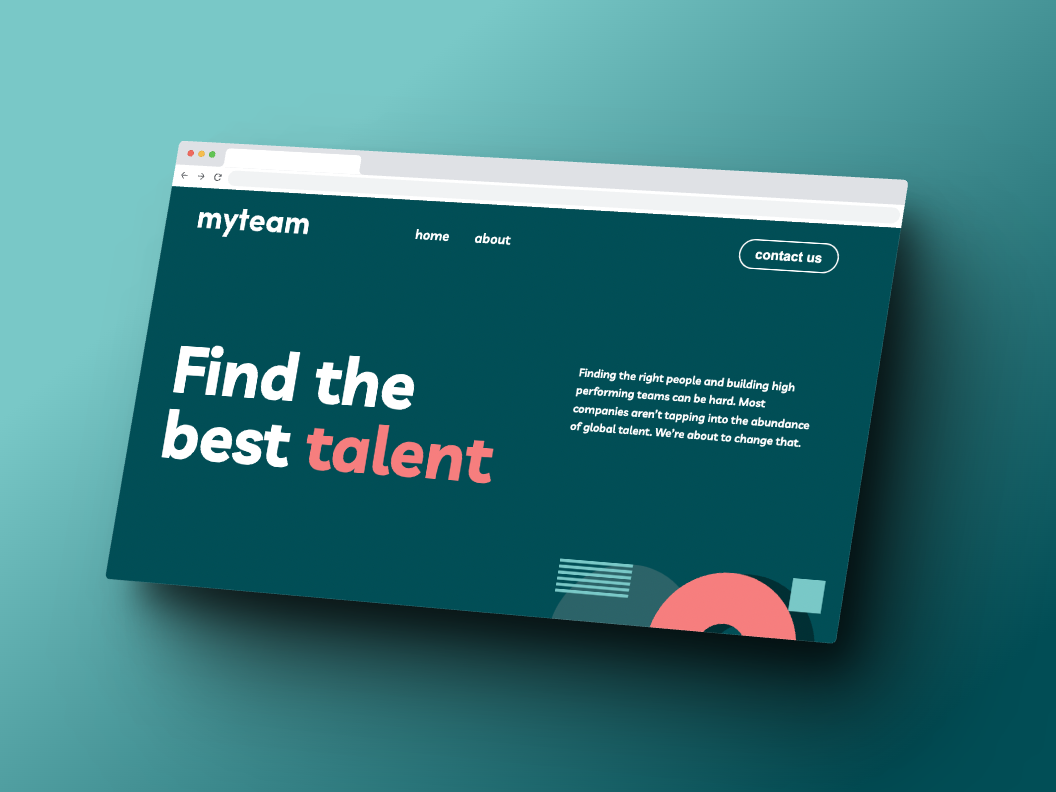 myteam
home
about
contact us
Find the
best talent
Finding the right people and building high
performing teams can be hard. Most
companies aren't tapping into the abundance
of global talent. We're about to change that.